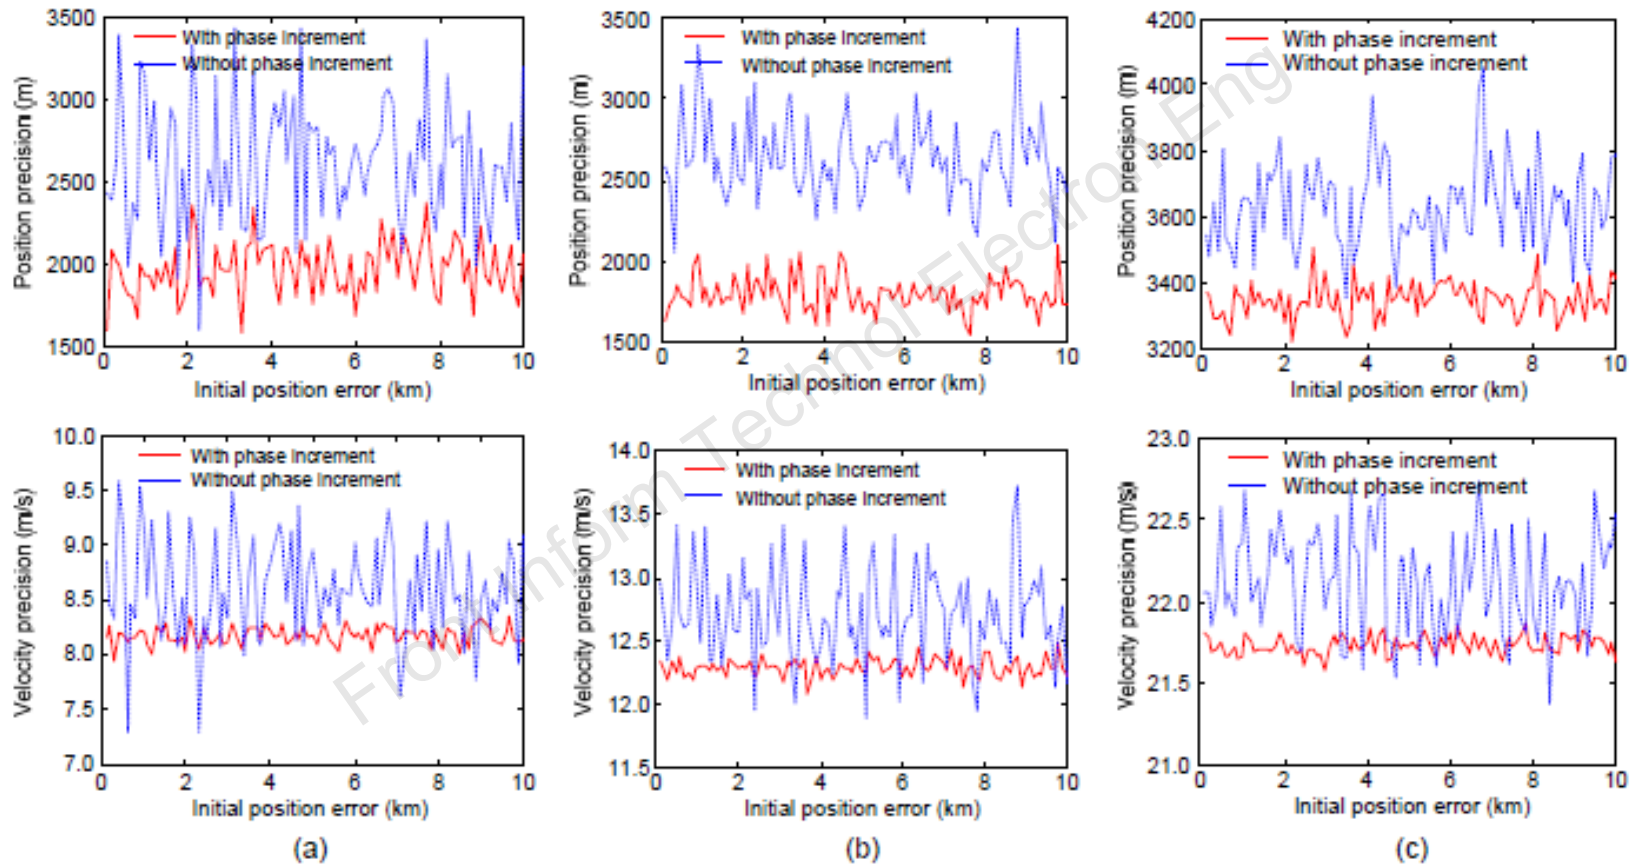 3500
3000
2500
2000
1500
0
2
4
6
8
10
Position precision (m)
With phase increment
Without phase increment
Initial position error (km)
3500
3000
2500
2000
1500
0
2
4
6
8
10
Position precision (m)
With phase increment
Without phase increment
Initial position error (km)
4200
4000
3800
3600
3400
3200
0
2
4
6
8
10
Position precision (m)
With phase increment
Without phase increment
Initial position error (km)
10.0
9.5
9.0
8.5
8.0
7.5
7.0
0
2
4
6
8
10
Velocity precision (m/s)
With phase increment
Without phase increment
Initial position error (km)
(a)
14.0
13.5
13.0
12.5
12.0
11.5
0
2
4
6
8
10
Velocity precision (m/s)
With phase increment
Without phase increment
Initial position error (km)
(b)
23.0
22.5
22.0
21.5
21.0
0
2
4
6
8
10
Velocity precision (m/s)
With phase increment
Without phase increment
Initial position error (km)
(c)
Front Inform Technol Electron Eng